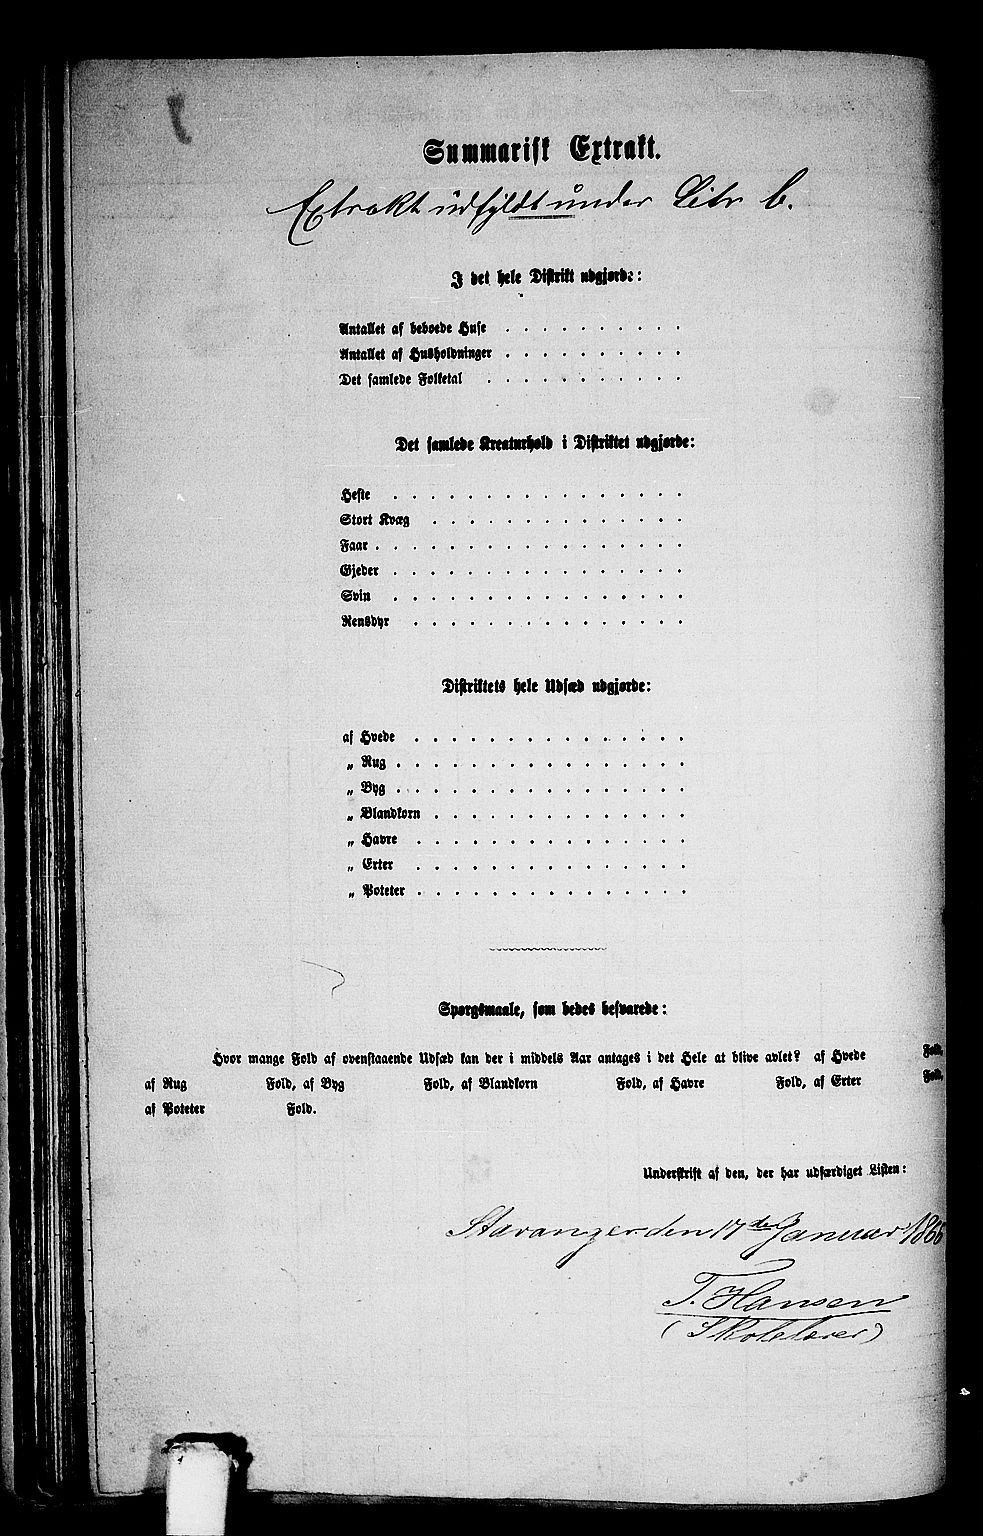 Summarisk Extrakt.
Extrakt udfyldt under Litr b.
I det hele Distrikt udgjorde:
Antallet af beboede Huse . . . . . . . . . .
Antallet af Husholdninger . . . . . . . . . .
Det samlede Folketal . . . . . . . . . . .
Det samlede Kreaturhold i Distriktet udgjorde:
Heste . . . . . . . . . . . . . . . .
Stort Kvæg . . . . . . . . . . . . . .
Faar . . . . . . . . . . . . . . . . .
Gjeder . . . . . . . . . . . . . . . .
Svin . . . . . . . . . . . . . . . .
Rensdyr . . . . . . . . . . . . . . .
Distriktets hele Udsæd udgjorde:
af Hvede . . . . . . . . . . . . . . .
„ Rug . . . . . . . . . . . . . . . .
„ Byg . . . . . . . . . . . . . . . .
„ Blandkorn . . . . . . . . . . . . . .
„ Havre . . . . . . . . . . . . . . .
„ Erter . . . . . . . . . . . . . . .
„ Poteter . . . . . . . . . . . . . . .
Spørgsmaale, som bedes besvarede:
Hvor mange Fold af ovenstaaende Udsæd kan der i middels Aar antages i det Hele at blive avlet? af Hvede Fold,
af Rug Fold, af Byg Fold, af Blandkorn Fold, af Havre Fold, af Erter Fold,
af Poteter Fold.
Underskrift af den, der har udfærdiget Listen:
Stavanger den 17de Januar 1866
T. Hansen
(Skolelærer)